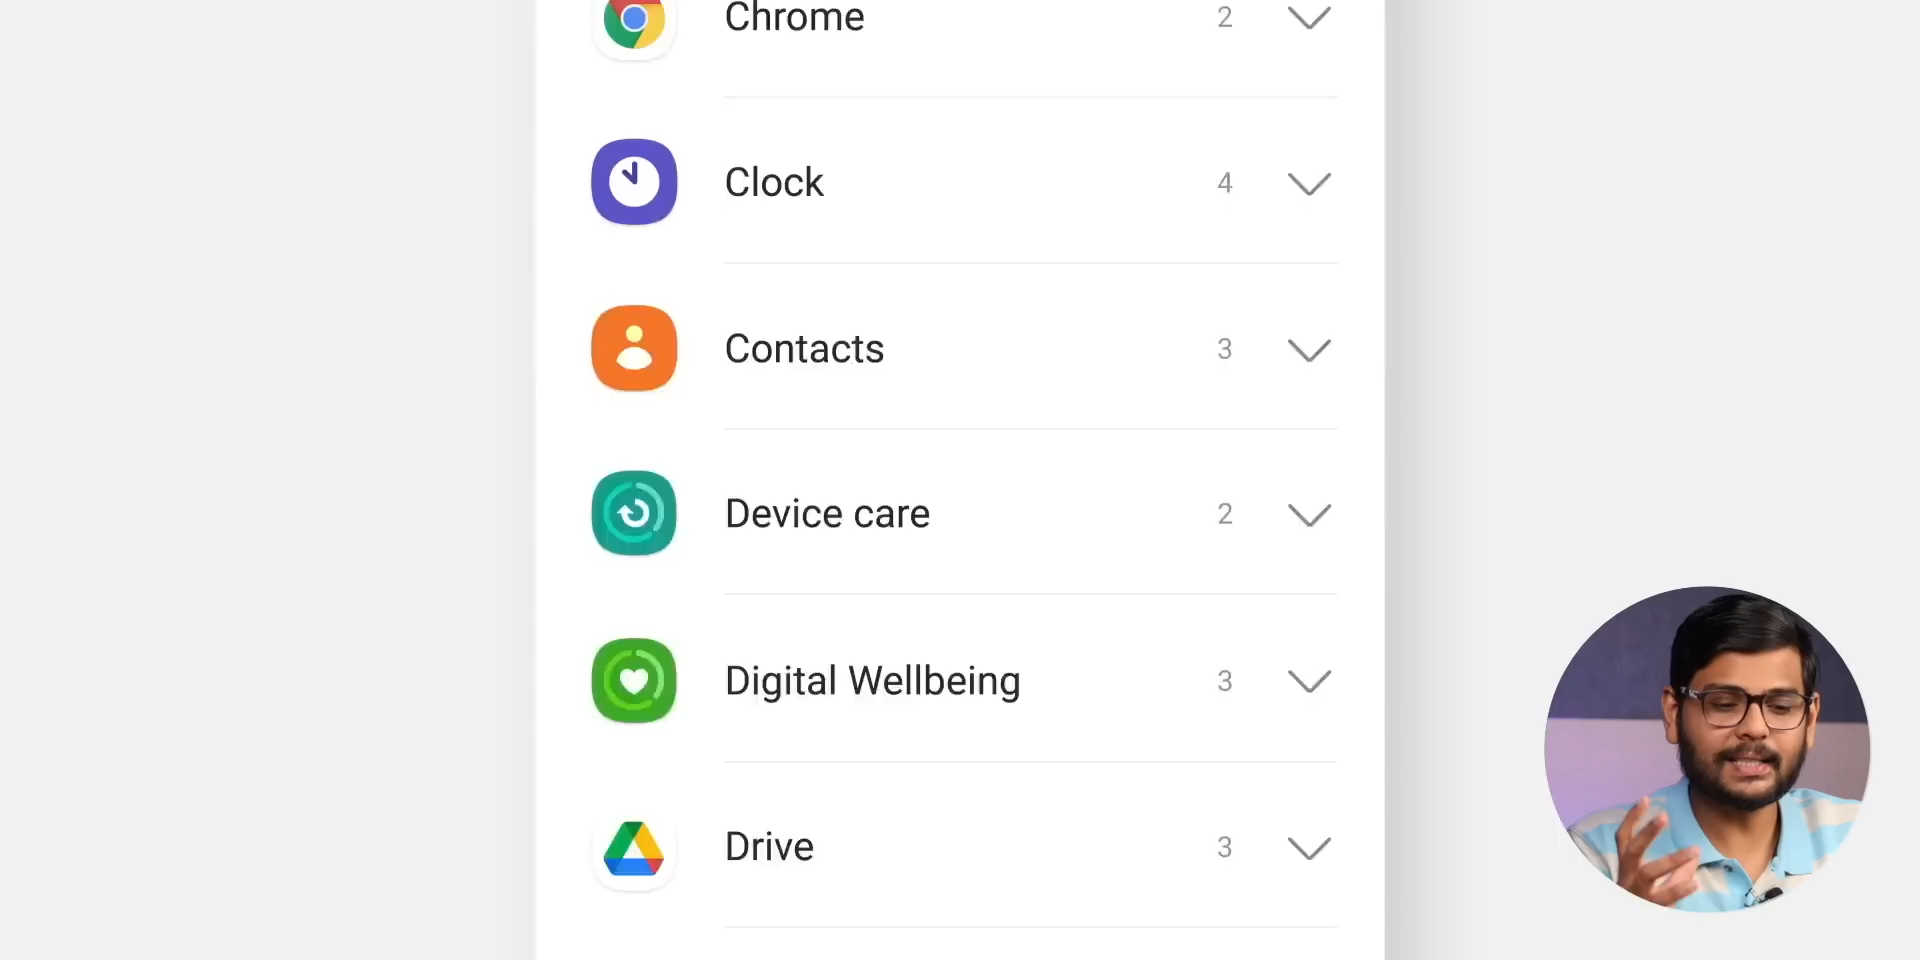 Chrome 2
Clock 4
Contacts 3
Device care 2
Digital Wellbeing 3
Drive 3